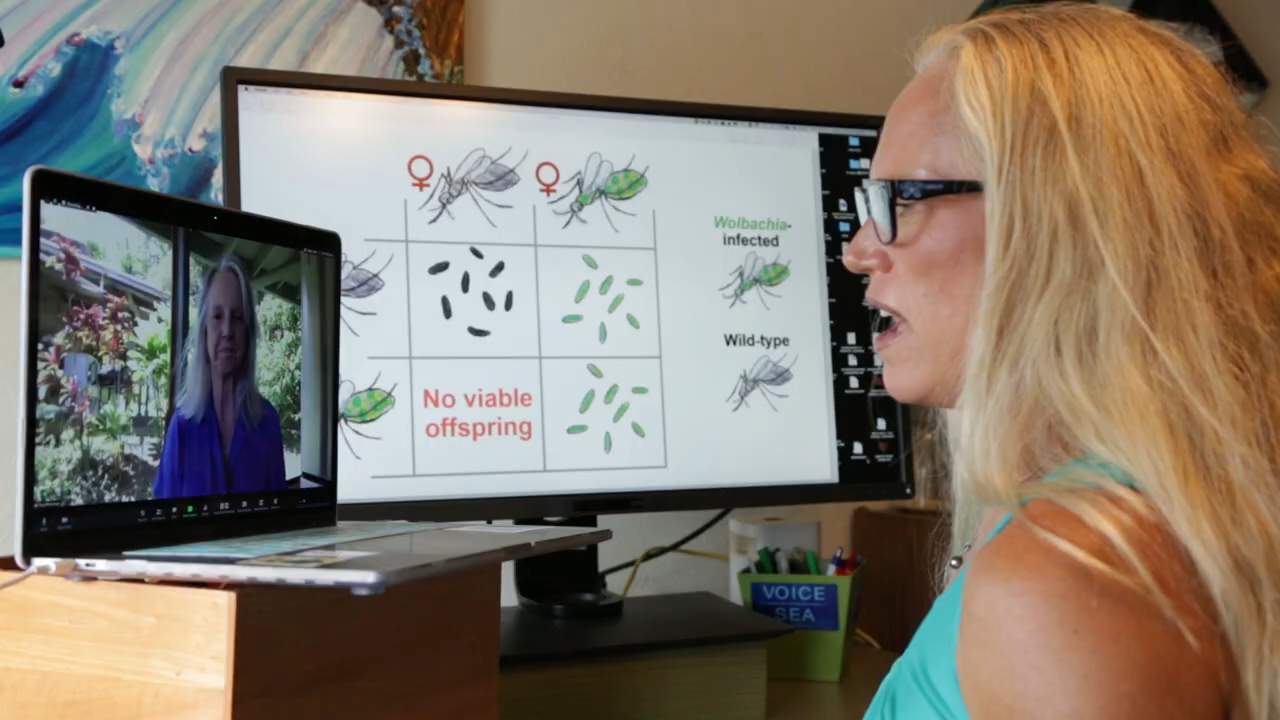 ♀
♀
Wolbachia-
infected
Wild-type
No viable
offspring
VOICE
SEA